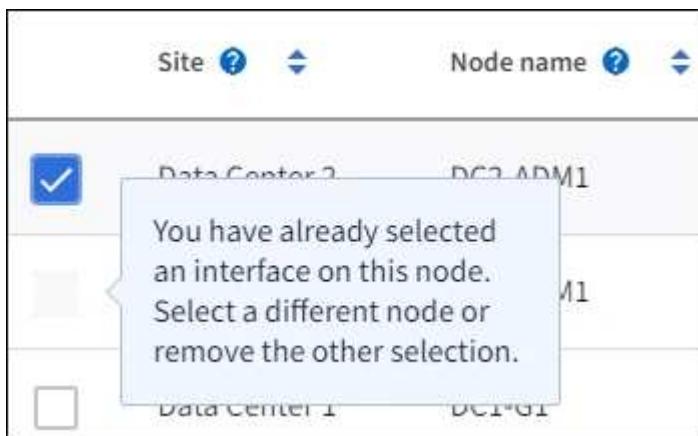 Site ? Node name ?
Data Center 2 DC2-ADM1
You have already selected
an interface on this node.
Select a different node or
remove the other selection.
M1
Data Center 1 DC1-G1